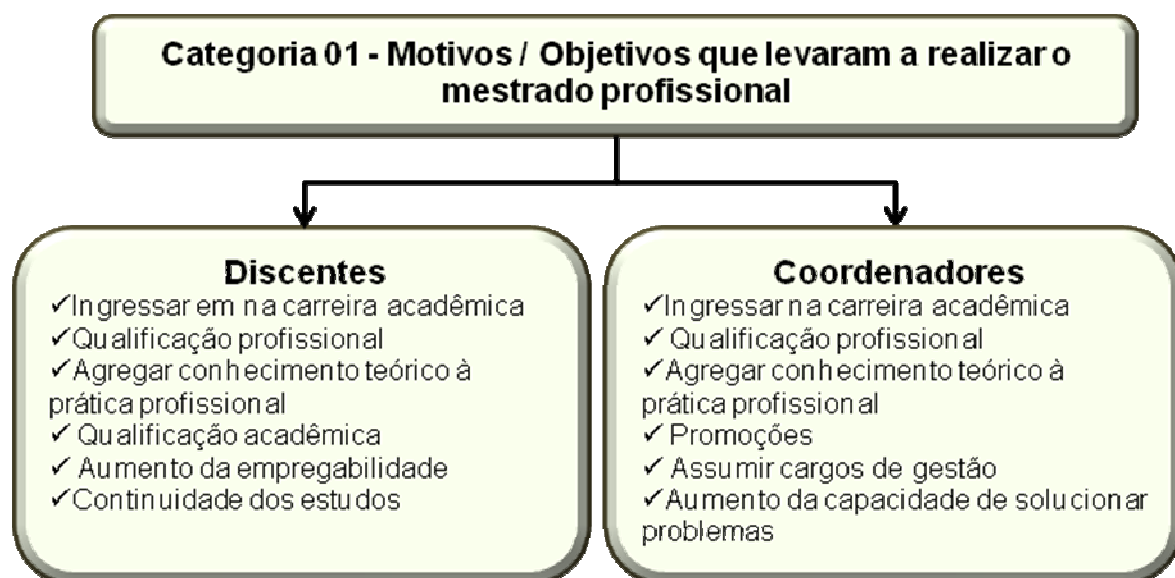 Categoria 01 - Motivos / Objetivos que levaram a realizar o
mestrado profissional
Discentes
✓Ingressar em na carreira acadêmica
✓Qualificação profissional
✓Agregar conhecimento teórico à
prática profissional
✓ Qualificação acadêmica
✓ Aumento da empregabilidade
✓ Continuidade dos estudos
Coordenadores
✓Ingressar na carreira acadêmica
✓ Qualificação profissional
✓Agregar conhecimento teórico à
prática profissional
✓ Promoções
✓ Assumir cargos de gestão
✓Aumento da capacidade de solucionar
problemas